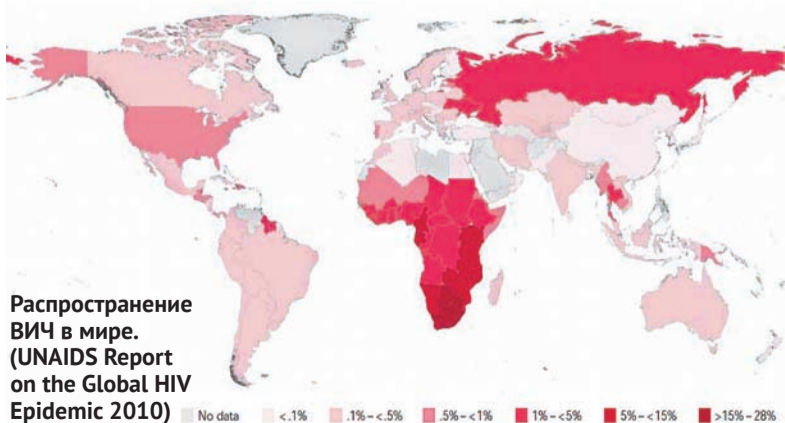 Распространение
ВИЧ в мире.
(UNAIDS Report
on the Global HIV
Epidemic 2010)
No data <.1% .1%–<.5% .5%–<1% 1%–<5% 5%–<15% >15%–28%